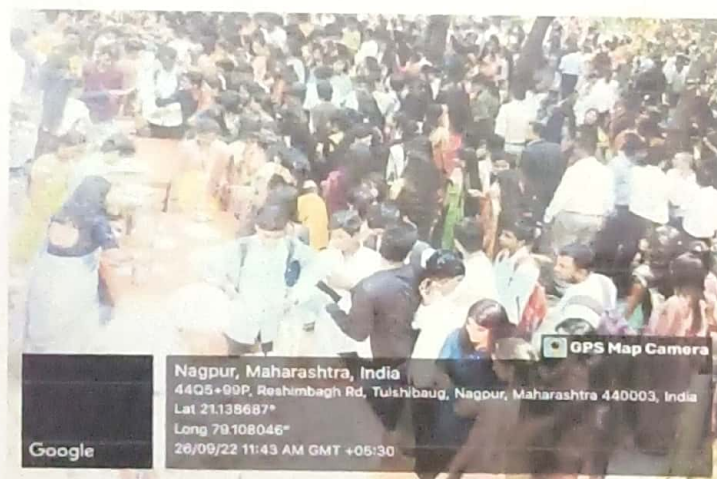 GPS Map Camera
Nagpur, Maharashtra, India
44Q5+99P, Reshimbagh Rd, Tulshibaug, Nagpur, Maharashtra 440003, India
Lat 21.138687°
Long 79.108046°
26/09/22 11:43 AM GMT +05:30
Google